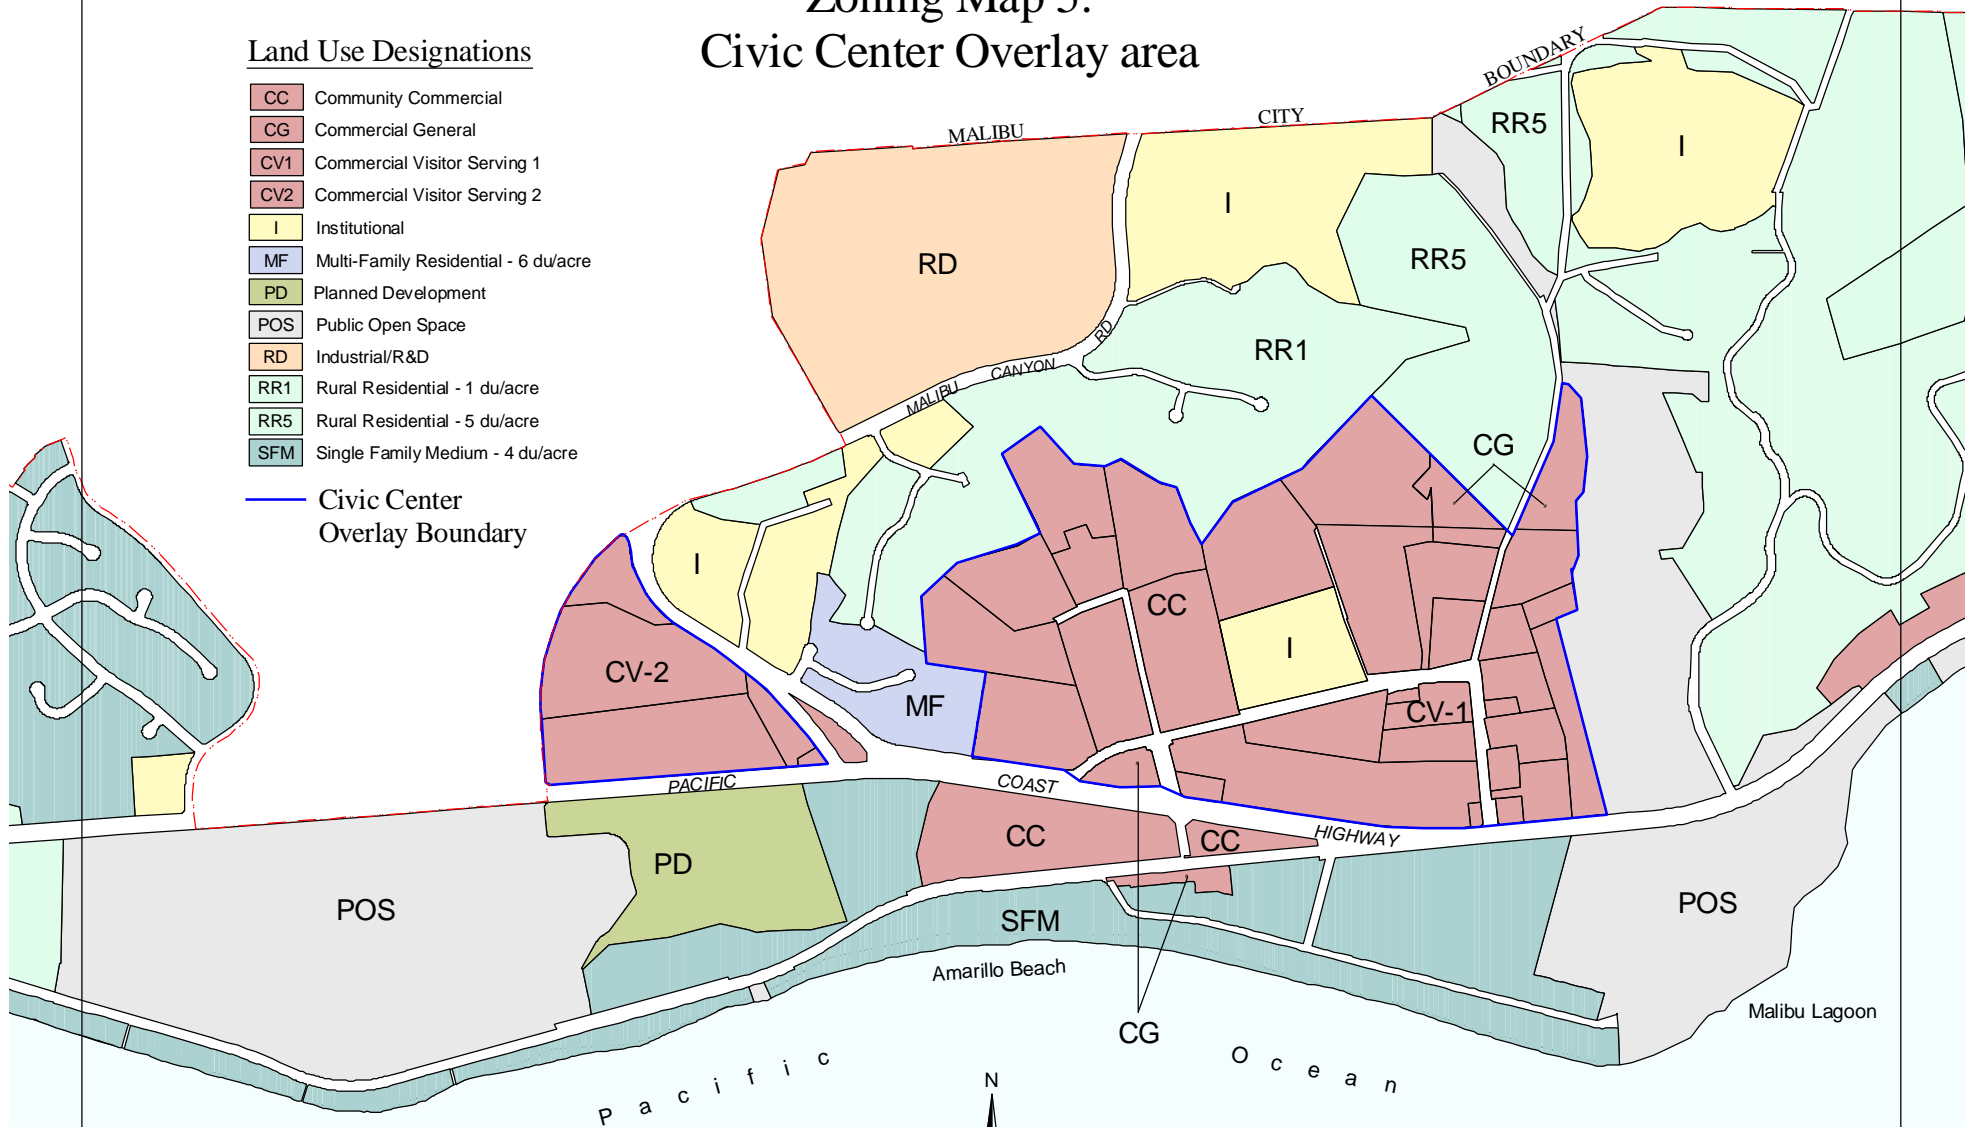 Zoning Map 5:
Civic Center Overlay area
Land Use Designations
CC Community Commercial
CG Commercial General
CV1 Commercial Visitor Serving 1
CV2 Commercial Visitor Serving 2
I Institutional
MF Multi-Family Residential - 6 du/acre
PD Planned Development
POS Public Open Space
RD Industrial/R&D
RR1 Rural Residential - 1 du/acre
RR5 Rural Residential - 5 du/acre
SFM Single Family Medium - 4 du/acre
Civic Center
Overlay Boundary
MALIBU CITY BOUNDARY
RR5
I
I
RD
RR5
RR1
MALIBU CANYON RD
CG
I
CC
I
CV-2
MF
CV-1
PACIFIC COAST HIGHWAY
CC
CC
PD
POS
SFM
POS
Amarillo Beach
Malibu Lagoon
CG
Pacific Ocean
N